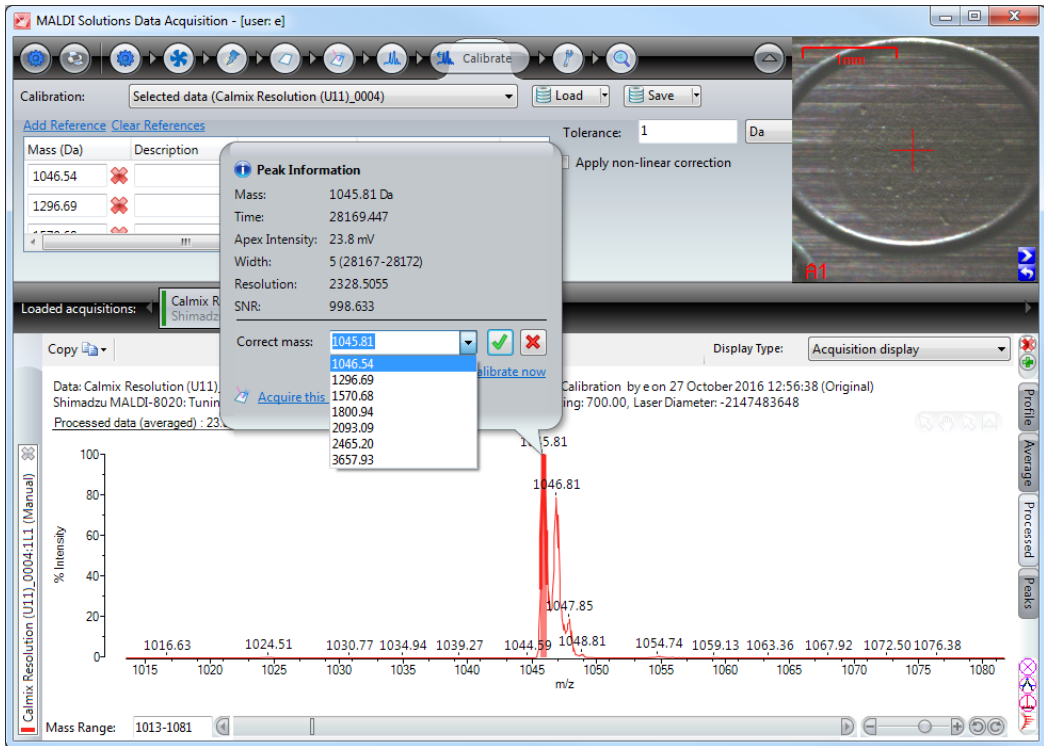 MALDI Solutions Data Acquisition - [user: e]
Calibrate
1mm
Calibration: Selected data (Calmix Resolution (U11)_0004) Load Save
Add Reference Clear References
Tolerance: 1 Da
Mass (Da) Description
Apply non-linear correction
1046.54
1296.69
A1
Peak Information
Mass: 1045.81 Da
Time: 28169.447
Apex Intensity: 23.8 mV
Width: 5 (28167-28172)
Resolution: 2328.5055
SNR: 998.633
Correct mass: 1045.81
1046.54
1296.69
1570.68
1800.94
2093.09
2465.20
3657.93
alibrate now
Acquire this
Loaded acquisitions: Calmix R
Shimadz
Copy
Display Type: Acquisition display
Data: Calmix Resolution (U11) Calibration by e on 27 October 2016 12:56:38 (Original)
Shimadzu MALDI-8020: Tunin ing: 700.00, Laser Diameter: -2147483648
Processed data (averaged) : 23.
Profile
Average
Processed
Peaks
Calmix Resolution (U11)_0004:1L1 (Manual)
% Intensity
100
80
60
40
20
0
5.81
1046.81
1047.85
1016.63 1024.51 1030.77 1034.94 1039.27 1044.59 1048.81 1054.74 1059.13 1063.36 1067.92 1072.50 1076.38
1015 1020 1025 1030 1035 1040 1045 1050 1055 1060 1065 1070 1075 1080
m/z
Mass Range: 1013-1081